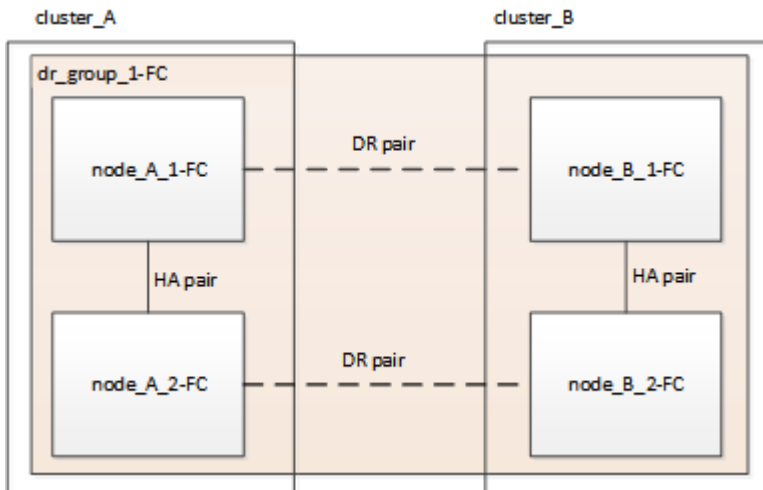 cluster_A
cluster_B
dr_group_1-FC
node_A_1-FC
DR pair
node_B_1-FC
HA pair
HA pair
node_A_2-FC
DR pair
node_B_2-FC